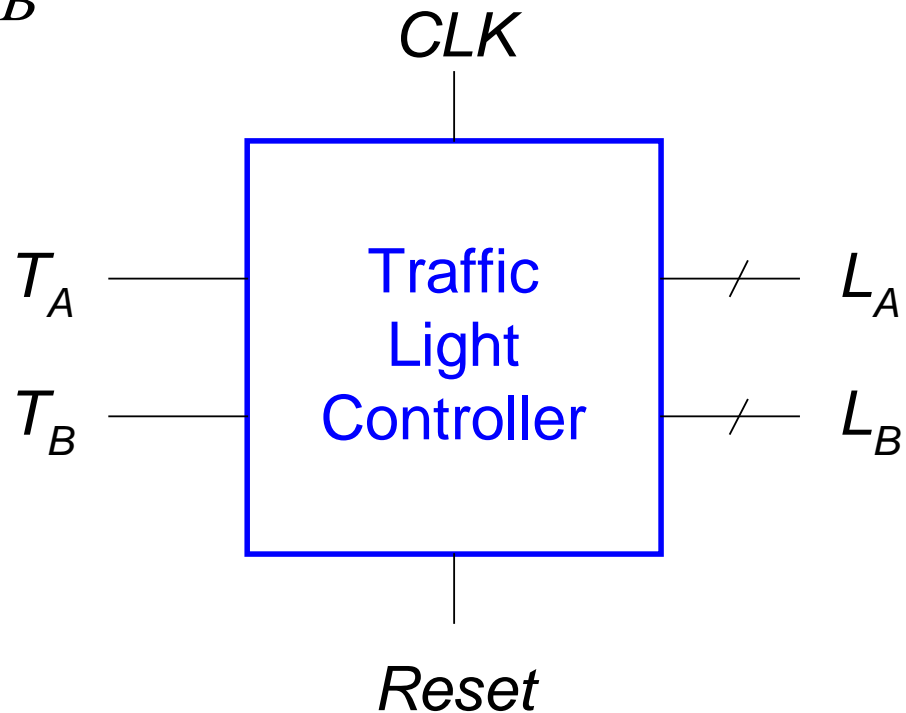 B
CLK
T_A
L_A
Traffic
Light
Controller
T_B
L_B
Reset